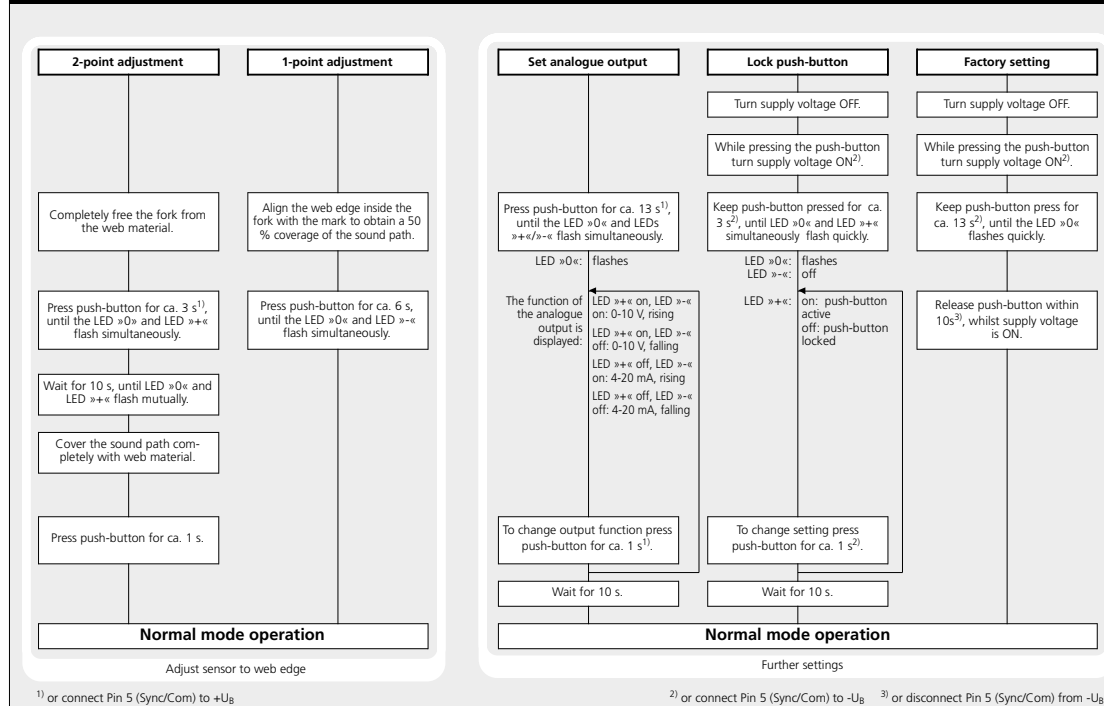 2-point adjustment
Completely free the fork from
the web material.
Press push-button for ca. 3 s1),
until the LED »0» and LED »+«
flash simultaneously.
Wait for 10 s, until LED »0« and
LED »+« flash mutually.
Cover the sound path com-
pletely with web material.
Press push-button for ca. 1 s.
1-point adjustment
Align the web edge inside the
fork with the mark to obtain a 50
% coverage of the sound path.
Press push-button for ca. 6 s,
until the LED »0« and LED »-«
flash simultaneously.
Normal mode operation
Adjust sensor to web edge
Set analogue output
Press push-button for ca. 13 s1),
until the LED »0« and LEDs
»+«/»-« flash simultaneously.
LED »0«: flashes
The function of
the analogue
output is
displayed:
LED »+« on, LED »-«
on: 0-10 V, rising
LED »+« on, LED »-«
off: 0-10 V, falling
LED »+« off, LED »-«
on: 4-20 mA, rising
LED »+« off, LED »-«
off: 4-20 mA, falling
To change output function press
push-button for ca. 1 s1).
Wait for 10 s.
Lock push-button
Turn supply voltage OFF.
While pressing the push-button
turn supply voltage ON2).
Keep push-button pressed for ca.
3 s2), until LED »0« and LED »+«
simultaneously flash quickly.
LED »0«: flashes
LED »-«: off
LED »+«: on: push-button
active
off: push-button
locked
To change setting press
push-button for ca. 1 s2).
Wait for 10 s.
Factory setting
Turn supply voltage OFF.
While pressing the push-button
turn supply voltage ON2).
Keep push-button press for
ca. 13 s2), until the LED »0«
flashes quickly.
Release push-button within
10s3), whilst supply voltage
is ON.
Normal mode operation
Further settings
1) or connect Pin 5 (Sync/Com) to +UB
2) or connect Pin 5 (Sync/Com) to -UB 3) or disconnect Pin 5 (Sync/Com) from -UB